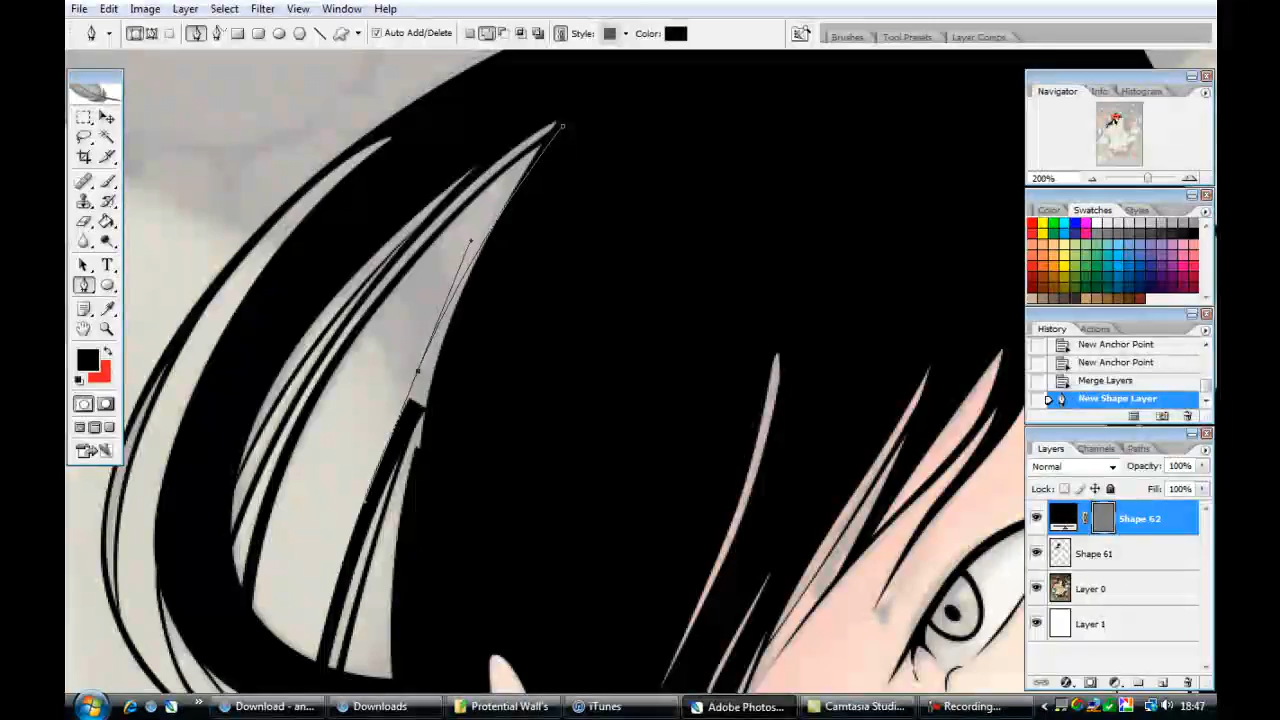 File Edit Image Layer Select Filter View Window Help
Auto Add/Delete Style: Color: Brushes Tool Presets Layer Comps
Navigator Info Histogram
200%
Color Swatches Styles
History Actions
New Anchor Point
New Anchor Point
Merge Layers
New Shape Layer
Layers Channels Paths
Normal Opacity: 100%
Lock: Fill: 100%
Shape 62
Shape 61
Layer 0
Layer 1
Download - an... Downloads Protential Wall's iTunes Adobe Photos... Camtasia Studi... Recording... 18:47